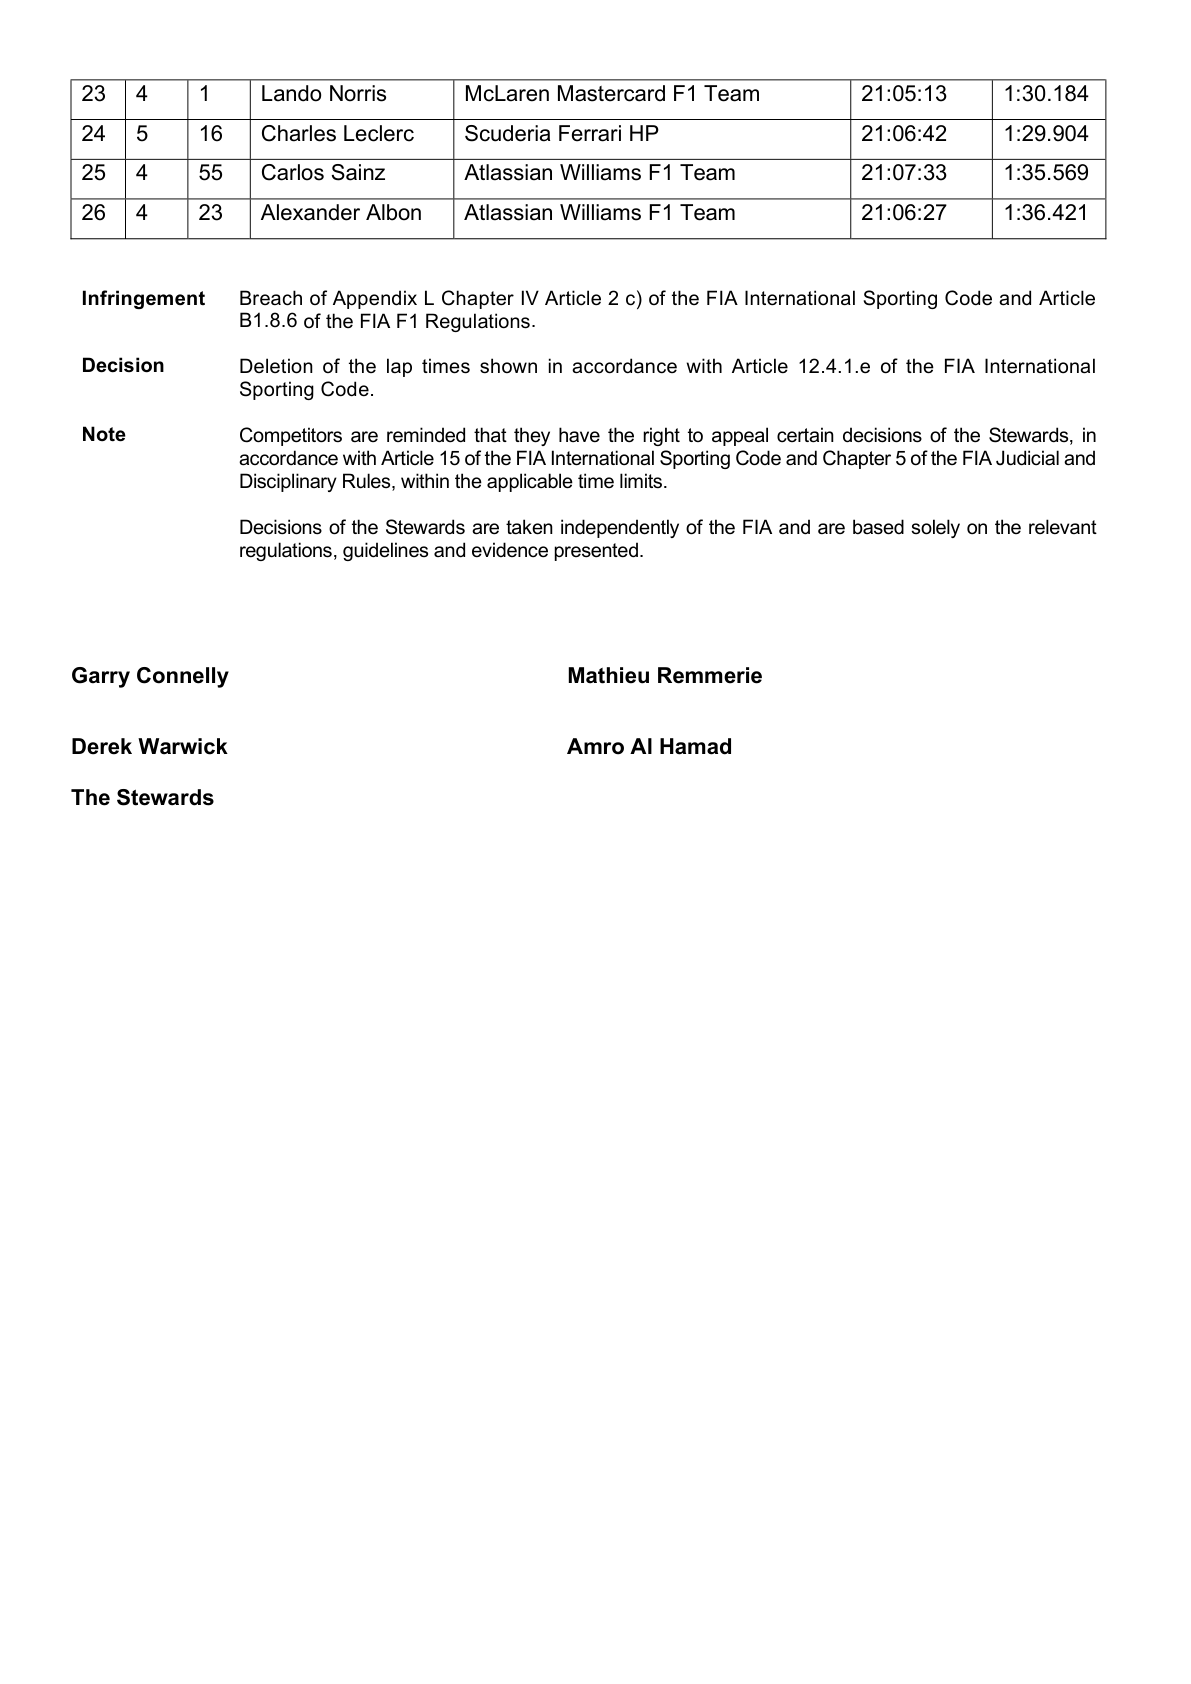 23 4 1 Lando Norris McLaren Mastercard F1 Team 21:05:13 1:30.184
24 5 16 Charles Leclerc Scuderia Ferrari HP 21:06:42 1:29.904
25 4 55 Carlos Sainz Atlassian Williams F1 Team 21:07:33 1:35.569
26 4 23 Alexander Albon Atlassian Williams F1 Team 21:06:27 1:36.421
Infringement Breach of Appendix L Chapter IV Article 2 c) of the FIA International Sporting Code and Article
B1.8.6 of the FIA F1 Regulations.
Decision Deletion of the lap times shown in accordance with Article 12.4.1.e of the FIA International
Sporting Code.
Note Competitors are reminded that they have the right to appeal certain decisions of the Stewards, in
accordance with Article 15 of the FIA International Sporting Code and Chapter 5 of the FIA Judicial and
Disciplinary Rules, within the applicable time limits.
Decisions of the Stewards are taken independently of the FIA and are based solely on the relevant
regulations, guidelines and evidence presented.
Garry Connelly Mathieu Remmerie
Derek Warwick Amro Al Hamad
The Stewards